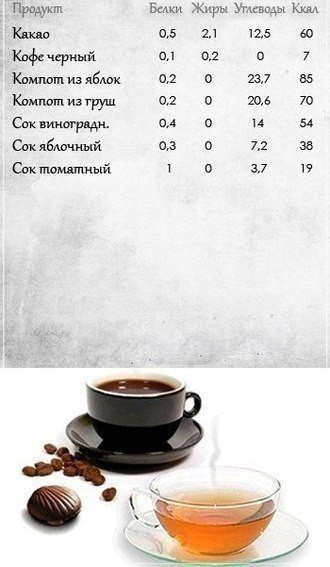 Продукт Белки Жиры Углеводы Ккал
Какао 0,5 2,1 12,5 60
Кофе черный 0,1 0,2 0 7
Компот из яблок 0,2 0 23,7 85
Компот из груш 0,2 0 20,6 70
Сок виноградн. 0,4 0 14 54
Сок яблочный 0,3 0 7,2 38
Сок томатный 1 0 3,7 19